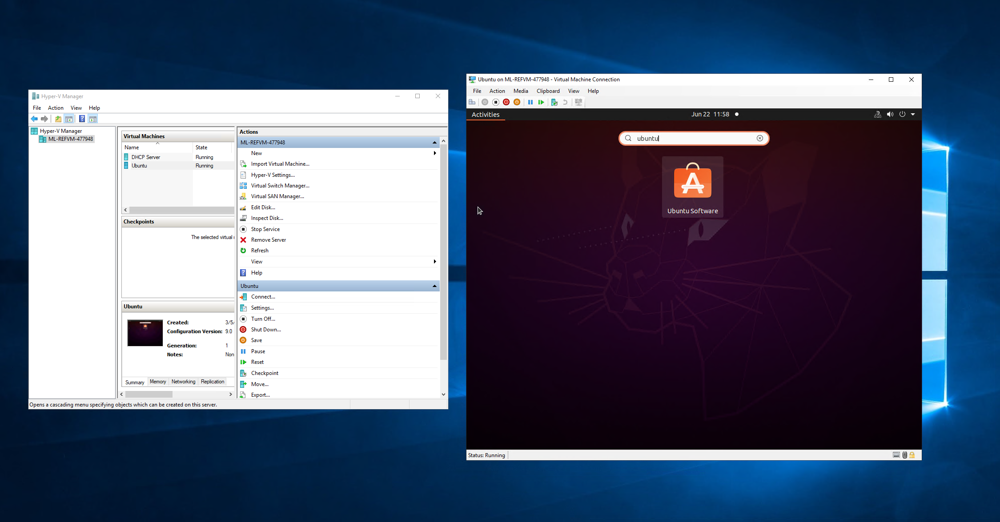 Hyper-V Manager
File Action View Help
Hyper-V Manager
ML-REFVM-477948
Virtual Machines
Name State
DHCP Server Running
Ubuntu Running
Checkpoints
The selected virtual
Ubuntu
Created: 3/5/
Configuration Version: 9.0
Generation: 1
Notes: Non
Summary Memory Networking Replication
Actions
ML-REFVM-477948
New
Import Virtual Machine...
Hyper-V Settings...
Virtual Switch Manager...
Virtual SAN Manager...
Edit Disk...
Inspect Disk...
Stop Service
Remove Server
Refresh
View
Help
Ubuntu
Connect...
Settings...
Turn Off...
Shut Down...
Save
Pause
Reset
Checkpoint
Move...
Export...
Opens a cascading menu specifying objects which can be created on this server.
Ubuntu on ML-REFVM-477948 - Virtual Machine Connection
File Action Media Clipboard View Help
Activities
Jun 22 11:58
ubuntu
Ubuntu Software
Status: Running